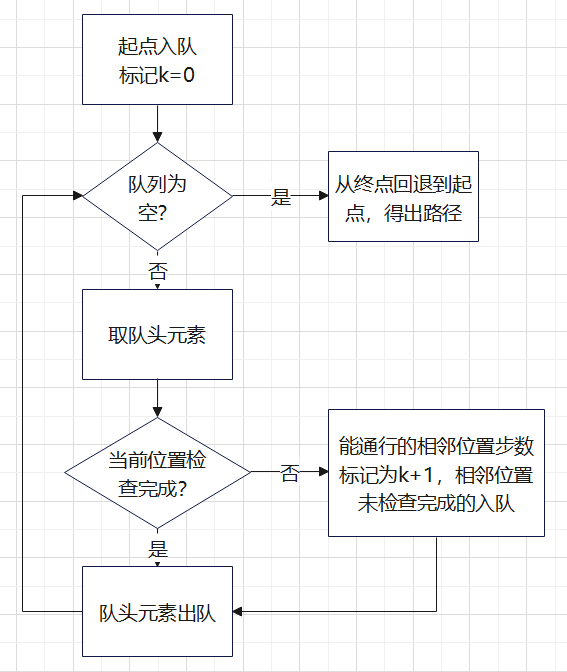 起点入队
标记k=0
队列为
空?
是
从终点回退到起
点，得出路径
否
取队头元素
当前位置检
查完成?
否
能通行的相邻位置步数
标记为k+1，相邻位置
未检查完成的入队
是
队头元素出队